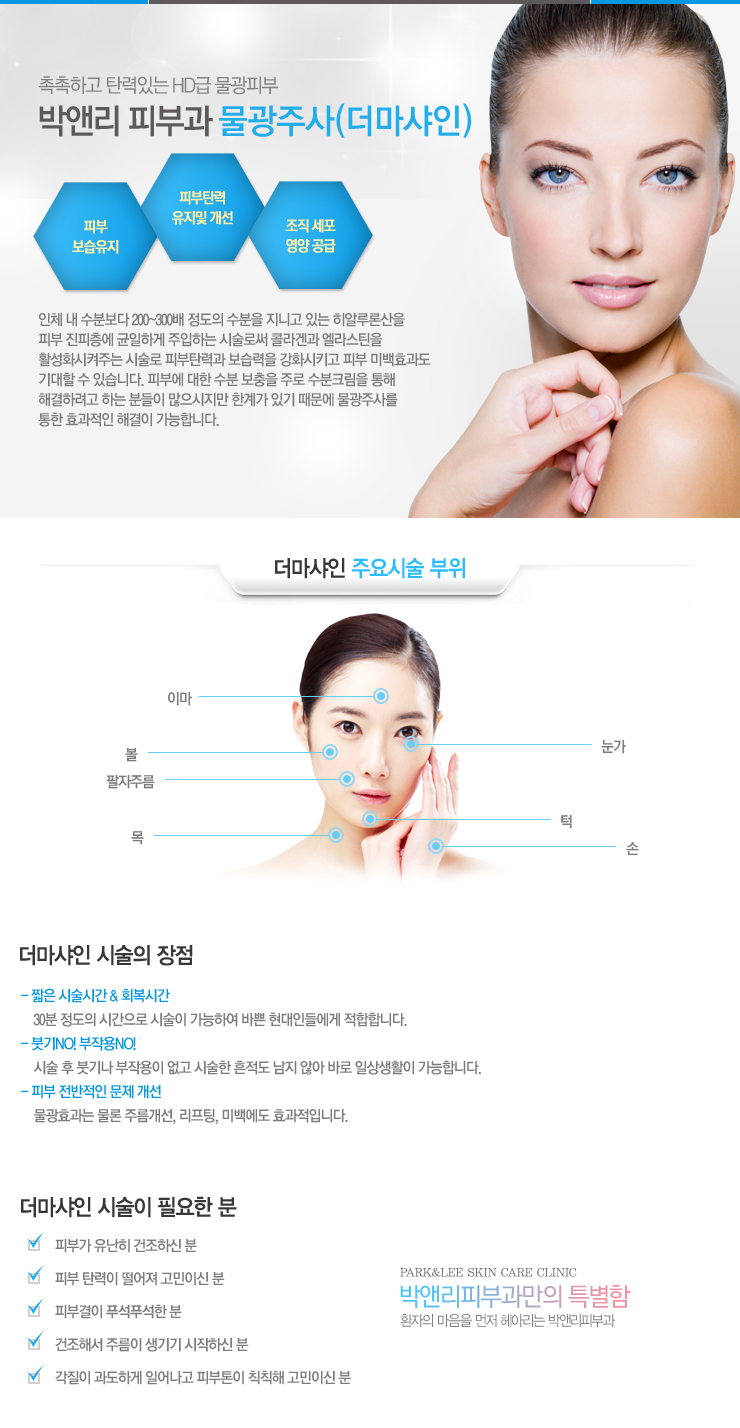 촉촉하고 탄력있는 HD급 물광피부
박앤리 피부과 물광주사(더마샤인)
피부
보습유지
피부탄력
유지및 개선
조직 세포
영양 공급
인체 내 수분보다 200~300배 정도의 수분을 지니고 있는 히알루론산을
피부 진피층에 균일하게 주입하는 시술로써 콜라겐과 엘라스틴을
활성화시켜주는 시술로 피부탄력과 보습력을 강화시키고 피부 미백효과도
기대할 수 있습니다. 피부에 대한 수분 보충을 주로 수분크림을 통해
해결하려고 하는 분들이 많으시지만 한계가 있기 때문에 물광주사를
통한 효과적인 해결이 가능합니다.
더마샤인 주요시술 부위
이마
눈가
볼
팔자주름
턱
목
손
더마샤인 시술의 장점
- 짧은 시술시간 & 회복시간
30분 정도의 시간으로 시술이 가능하여 바쁜 현대인들에게 적합합니다.
- 붓기NO! 부작용NO!
시술 후 붓기나 부작용이 없고 시술한 흔적도 남지 않아 바로 일상생활이 가능합니다.
- 피부 전반적인 문제 개선
물광효과는 물론 주름개선, 리프팅, 미백에도 효과적입니다.
더마샤인 시술이 필요한 분
피부가 유난히 건조하신 분
피부 탄력이 떨어져 고민이신 분
피부결이 푸석푸석한 분
건조해서 주름이 생기기 시작하신 분
각질이 과도하게 일어나고 피부톤이 칙칙해 고민이신 분
PARK&LEE SKIN CARE CLINIC
박앤리피부과만의 특별함
환자의 마음을 먼저 헤아리는 박앤리피부과